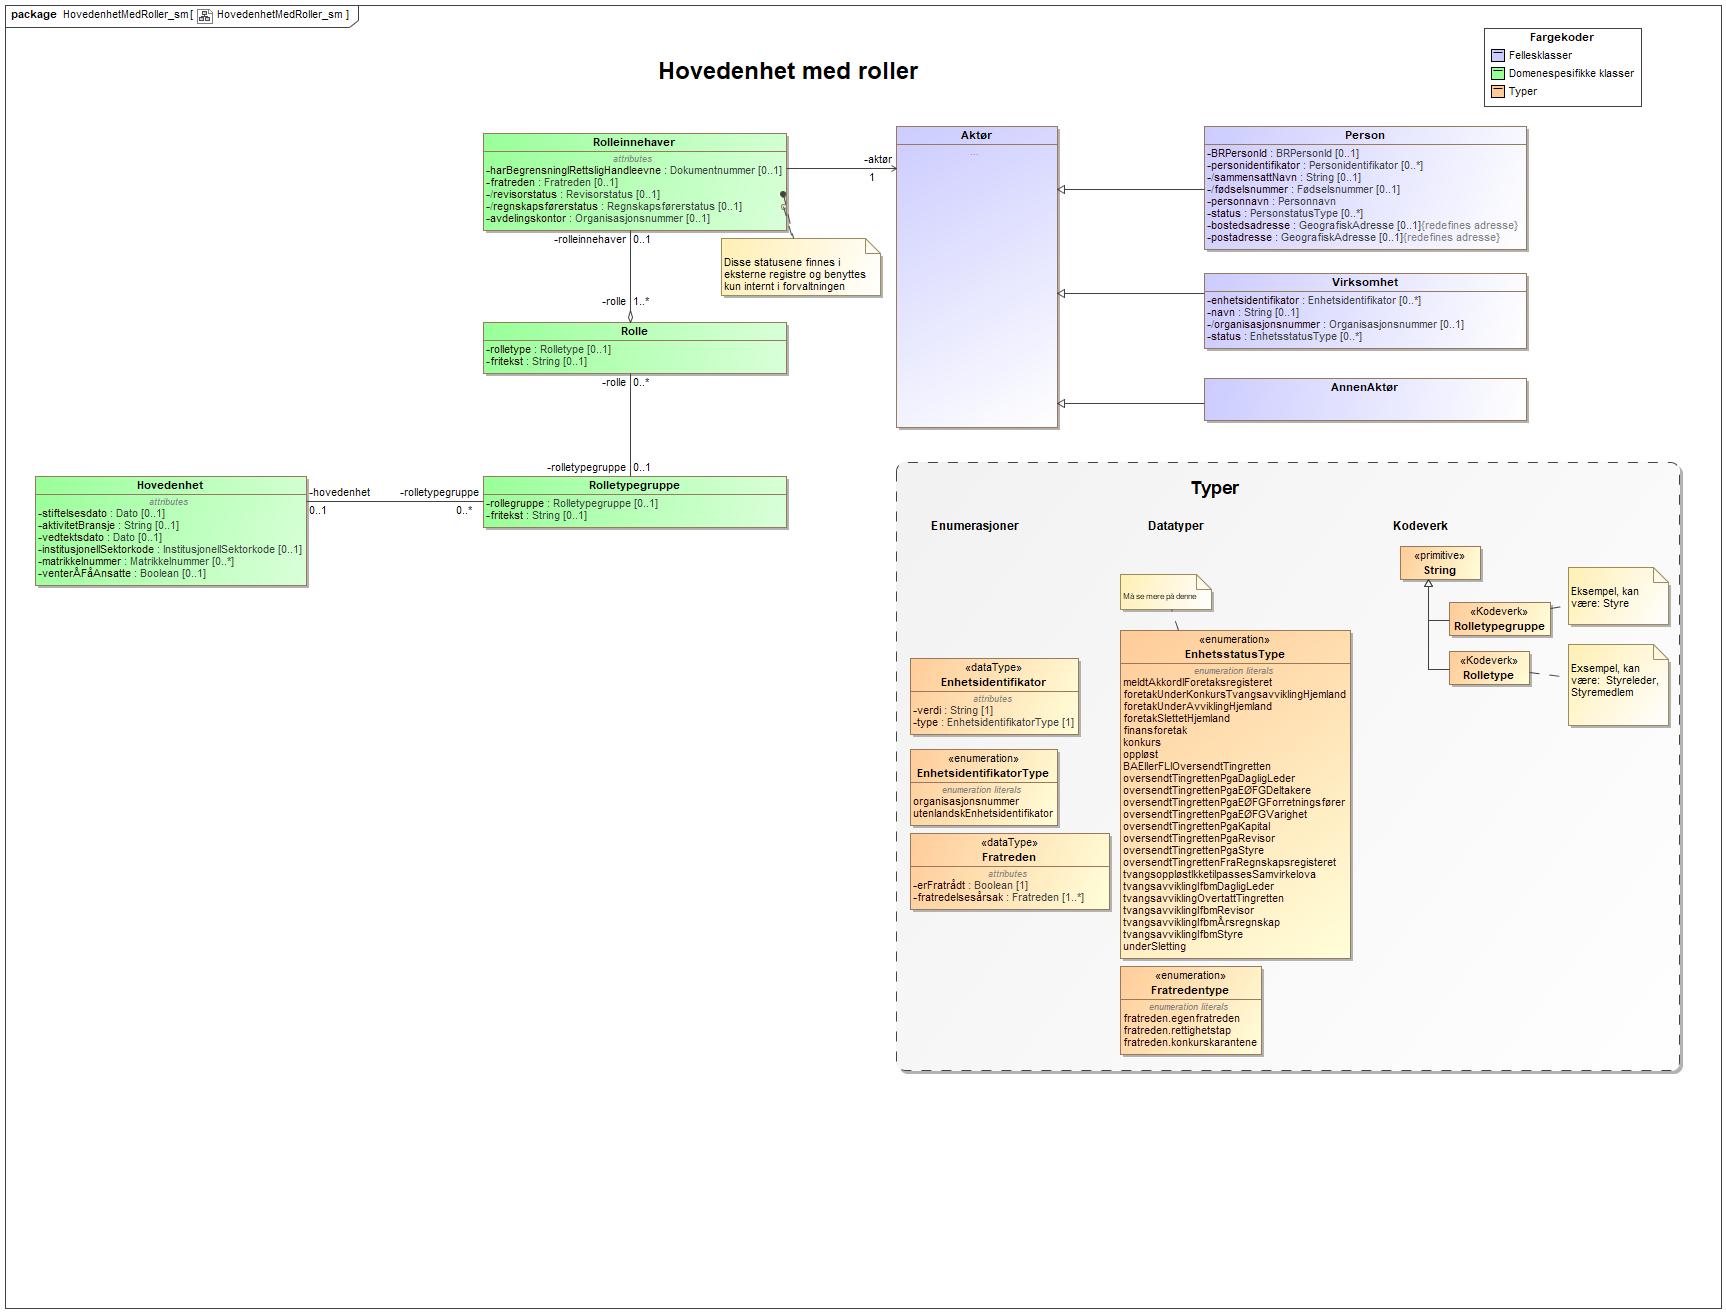 package HovedenhetMedRoller_sm[ HovedenhetMedRoller_sm ]
Hovedenhet med roller
Fargekoder
Fellesklasser
Domenespesifikke klasser
Typer
Rolleinnehaver
attributes
-harBegrensningIRettsligHandleevne : Dokumentnummer [0..1]
-fratreden : Fratreden [0..1]
-/revisorstatus : Revisorstatus [0..1]
-/regnskapsførerstatus : Regnskapsførerstatus [0..1]
-avdelingskontor : Organisasjonsnummer [0..1]
-aktør
1
Aktør
...
Person
-BRPersonId : BRPersonId [0..1]
-personidentifikator : Personidentifikator [0..*]
-/sammensattNavn : String [0..1]
-/fødselsnummer : Fødselsnummer [0..1]
-personnavn : Personnavn
-status : PersonstatusType [0..*]
-bostedsadresse : GeografiskAdresse [0..1]{redefines adresse}
-postadresse : GeografiskAdresse [0..1]{redefines adresse}
-rolleinnehaver 0..1
Disse statusene finnes i
eksterne registre og benyttes
kun internt i forvaltningen
Virksomhet
-enhetsidentifikator : Enhetsidentifikator [0..*]
-navn : String [0..1]
-/organisasjonsnummer : Organisasjonsnummer [0..1]
-status : EnhetsstatusType [0..*]
-rolle 1..*
Rolle
-rolletype : Rolletype [0..1]
-fritekst : String [0..1]
-rolle 0..*
AnnenAktør
-rolletypegruppe 0..1
Hovedenhet
attributes
-stiftelsesdato : Dato [0..1]
-aktivitetBransje : String [0..1]
-vedtektsdato : Dato [0..1]
-institusjonellSektorkode : InstitusjonellSektorkode [0..1]
-matrikkelnummer : Matrikkelnummer [0..*]
-venterÅFåAnsatte : Boolean [0..1]
-hovedenhet -rolletypegruppe
0..1 0..*
Rolletypegruppe
-rollegruppe : Rolletypegruppe [0..1]
-fritekst : String [0..1]
Typer
Enumerasjoner
Datatyper
Kodeverk
«dataType»
Enhetsidentifikator
attributes
-verdi : String [1]
-type : EnhetsidentifikatorType [1]
«enumeration»
EnhetsidentifikatorType
enumeration literals
organisasjonsnummer
utenlandskEnhetsidentifikator
«dataType»
Fratreden
attributes
-erFratrådt : Boolean [1]
-fratredelsesårsak : Fratreden [1..*]
Må se mere på denne
«enumeration»
EnhetsstatusType
enumeration literals
meldtAkkordIForetaksregisteret
foretakUnderKonkursTvangsavviklingHjemland
foretakUnderAvviklingHjemland
foretakSlettetHjemland
finansforetak
konkurs
oppløst
BAEllerFLIOversendtTingretten
oversendtTingrettenPgaDagligLeder
oversendtTingrettenPgaEØFGDeltakere
oversendtTingrettenPgaEØFGForretningsfører
oversendtTingrettenPgaEØFGVarighet
oversendtTingrettenPgaKapital
oversendtTingrettenPgaRevisor
oversendtTingrettenPgaStyre
oversendtTingrettenFraRegnskapsregisteret
tvangsoppløstIkketilpassesSamvirkelova
tvangsavviklingIfbmDagligLeder
tvangsavviklingOvertattTingretten
tvangsavviklingIfbmRevisor
tvangsavviklingIfbmÅrsregnskap
tvangsavviklingIfbmStyre
underSletting
«enumeration»
Fratredentype
enumeration literals
fratreden.egenfratreden
fratreden.rettighetstap
fratreden.konkurskarantene
«primitive»
String
«Kodeverk»
Rolletypegruppe
«Kodeverk»
Rolletype
Eksempel, kan
være: Styre
Exsempel, kan
være: Styreleder,
Styremedlem